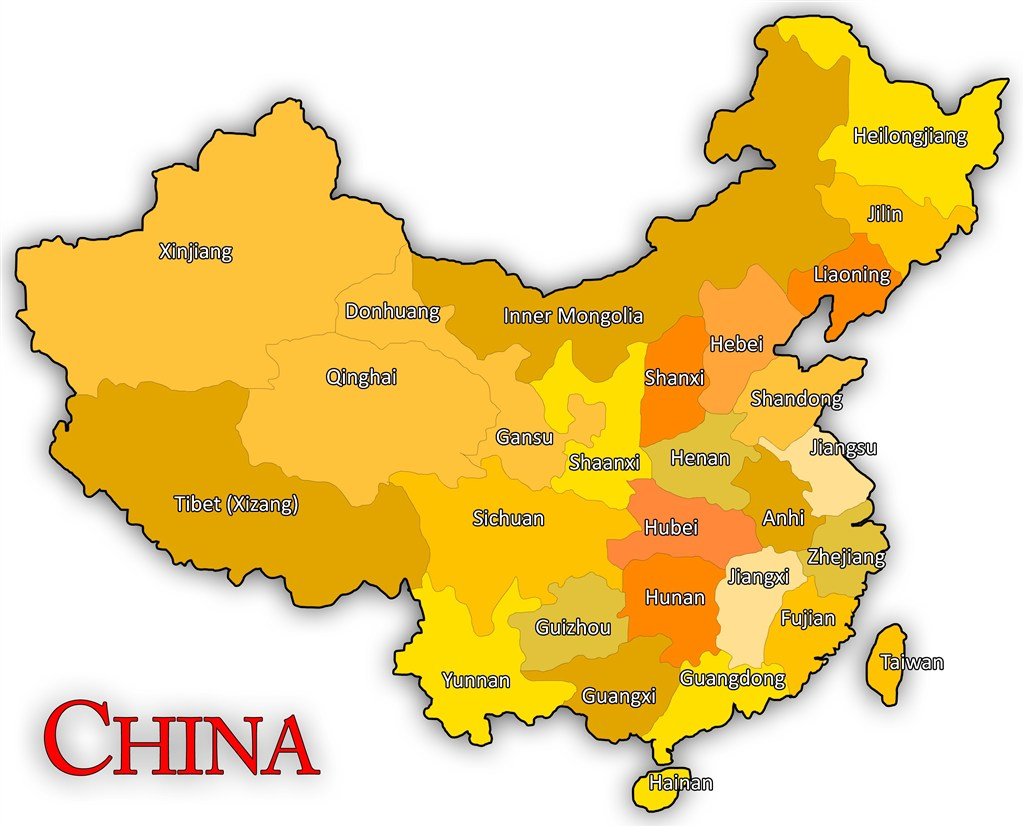 Heilongjiang
Jilin
Xinjiang
Liaoning
Donhuang
Inner Mongolia
Hebei
Qinghai
Shanxi
Shandong
Gansu
Jiangsu
Shaanxi
Henan
Tibet (Xizang)
Sichuan
Anhi
Hubei
Zhejiang
Jiangxi
Hunan
Fujian
Guizhou
Taiwan
Yunnan
Guangdong
Guangxi
CHINA
Hainan